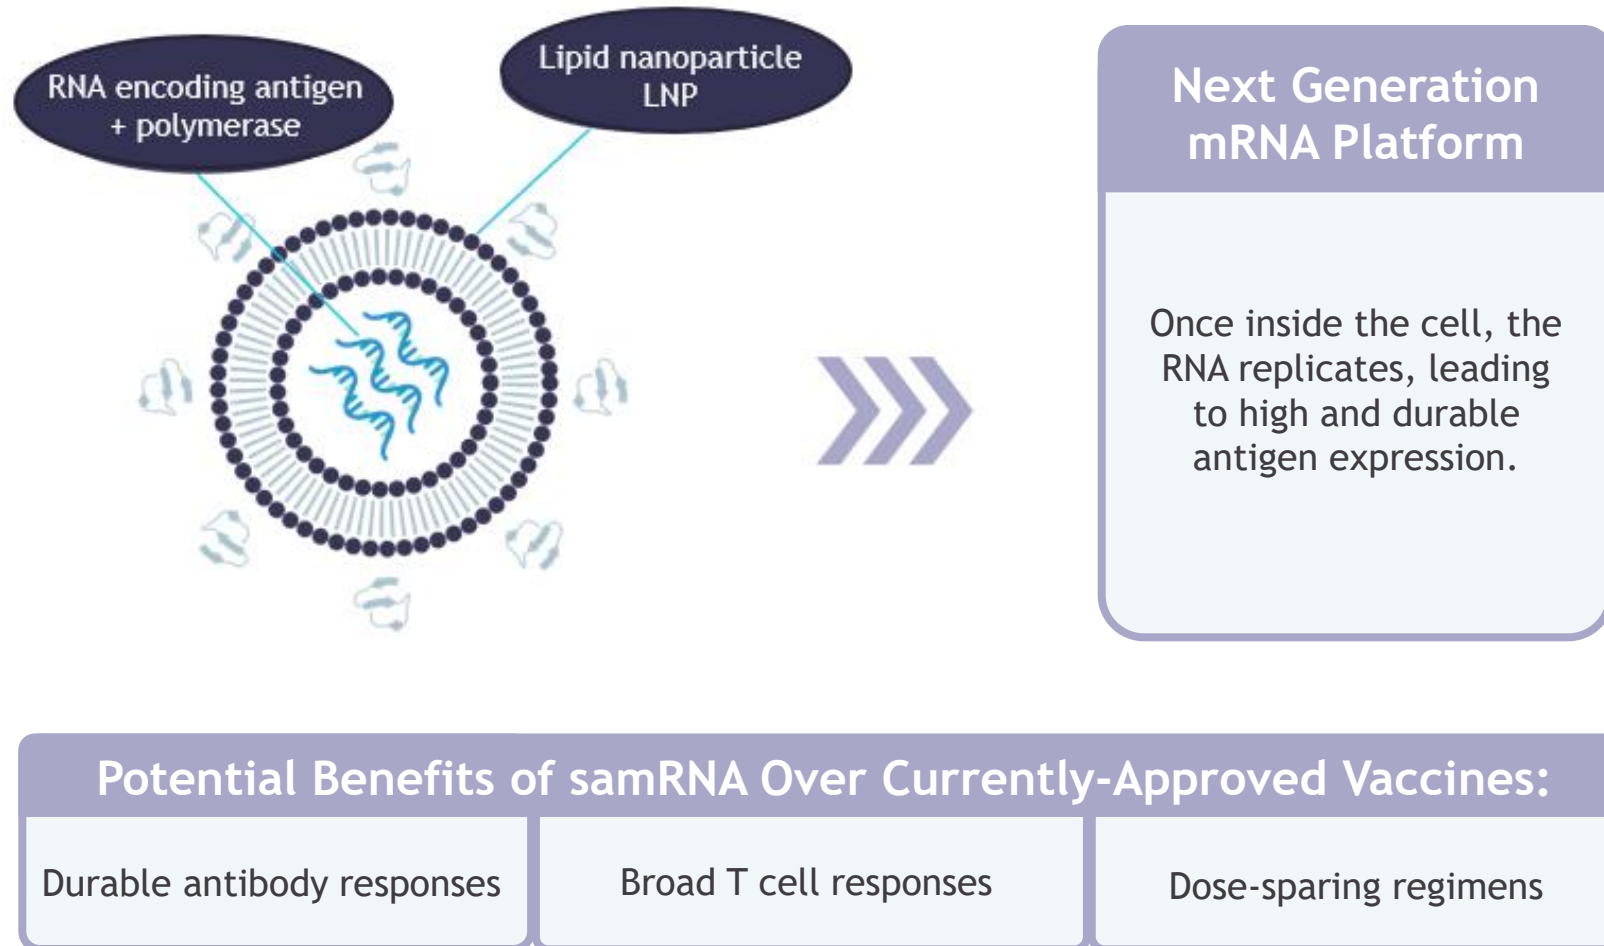 RNA encoding antigen
+ polymerase
Lipid nanoparticle
LNP
Next Generation
mRNA Platform
Once inside the cell, the
RNA replicates, leading
to high and durable
antigen expression.
Potential Benefits of samRNA Over Currently-Approved Vaccines:
Durable antibody responses
Broad T cell responses
Dose-sparing regimens